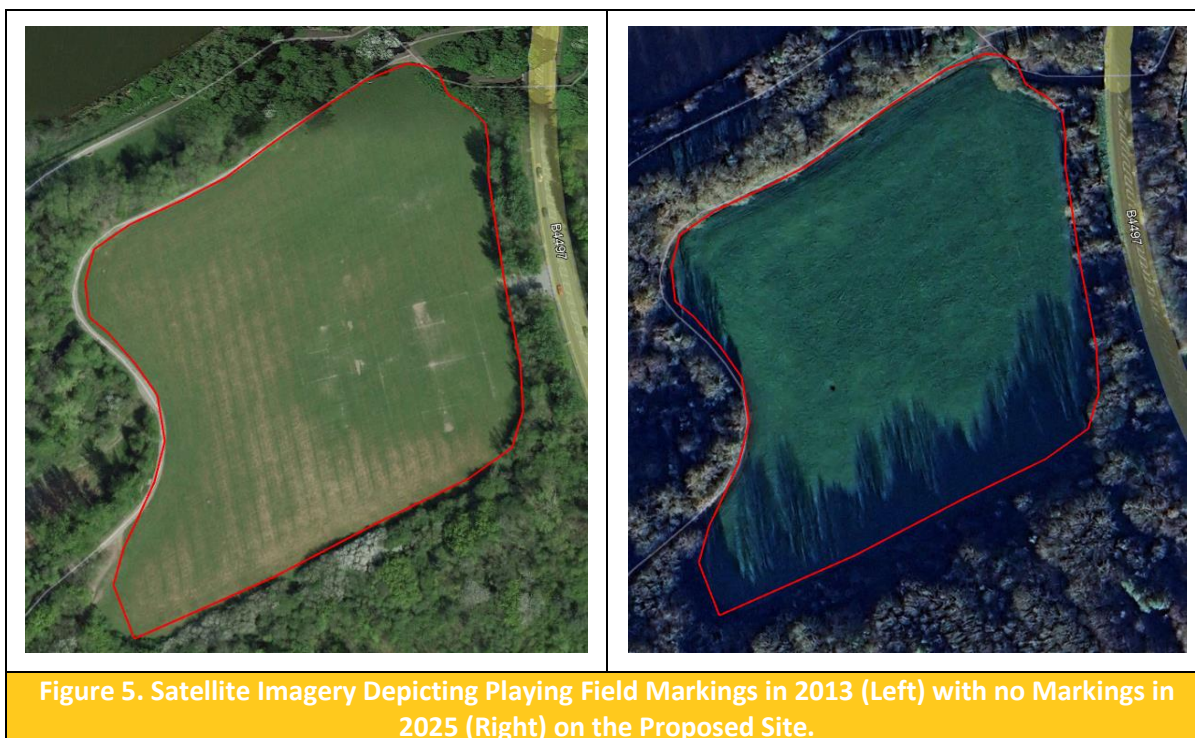 B4497
B4497
Figure 5. Satellite Imagery Depicting Playing Field Markings in 2013 (Left) with no Markings in
2025 (Right) on the Proposed Site.